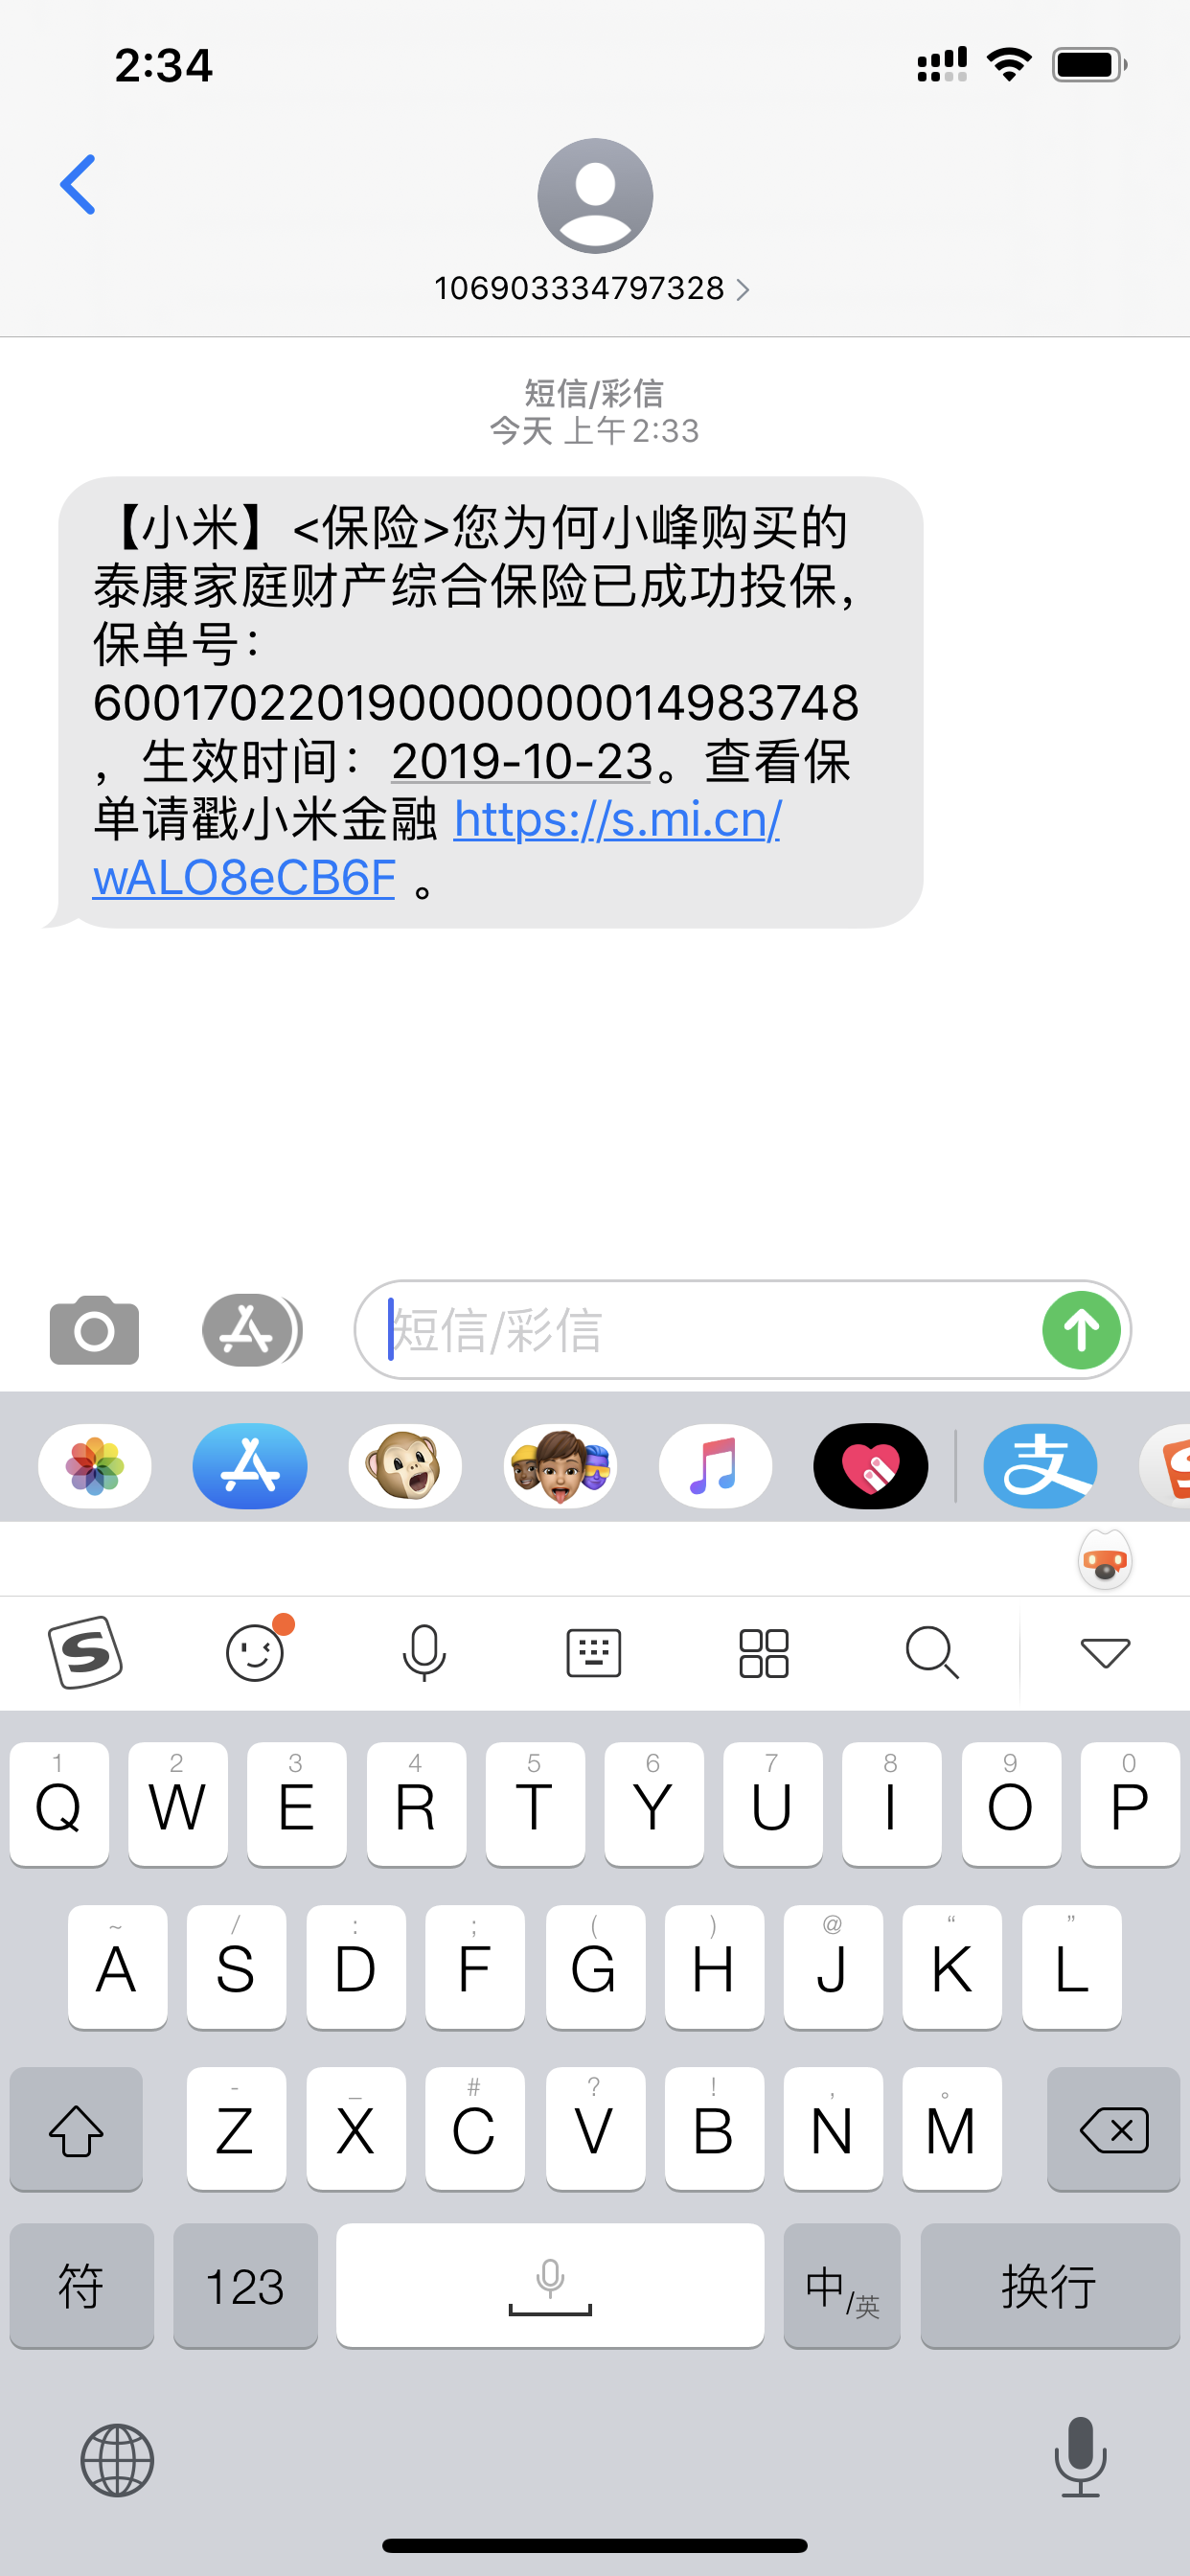 2:34
106903334797328
短信/彩信
今天 上午2:33
【小米】<保险>您为何小峰购买的
泰康家庭财产综合保险已成功投保,
保单号:
6001702201900000000014983748
，生效时间：2019-10-23。查看保
单请戳小米金融 https://s.mi.cn/
wALO8eCB6F 。
短信/彩信
支
S
1 2 3 4 5 6 7 8 9 0
Q W E R T Y U I O P
~ / : ; ( ) @ “ ”
A S D F G H J K L
- _ # ? ! , 。
Z X C V B N M
符 123 中/英 换行